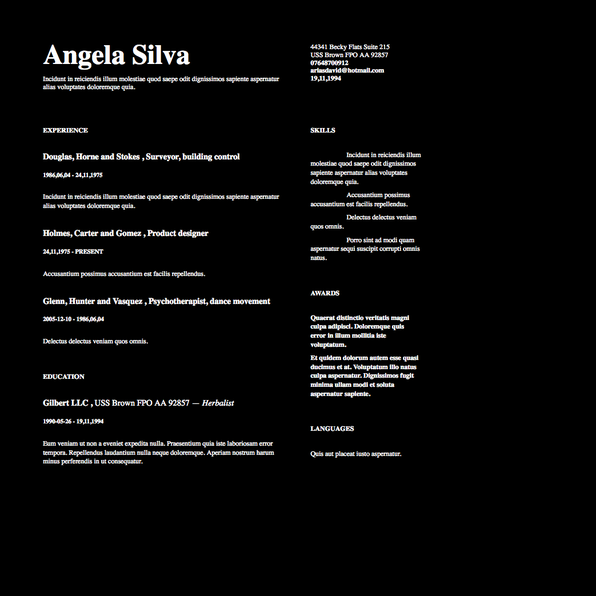 Angela Silva
Incidunt in reiciendis illum molestiae quod saepe odit dignissimos sapiente aspernatur
alias voluptates doloremque quia.
44341 Becky Flats Suite 215
USS Brown FPO AA 92857
07648700912
ariasdavid@hotmail.com
19,11,1994
EXPERIENCE
Douglas, Horne and Stokes , Surveyor, building control
1986,06,04 - 24,11,1975
Incidunt in reiciendis illum molestiae quod saepe odit dignissimos sapiente aspernatur
alias voluptates doloremque quia.
Holmes, Carter and Gomez , Product designer
24,11,1975 - PRESENT
Accusantium possimus accusantium est facilis repellendus.
Glenn, Hunter and Vasquez , Psychotherapist, dance movement
2005-12-10 - 1986,06,04
Delectus delectus veniam quos omnis.
EDUCATION
Gilbert LLC , USS Brown FPO AA 92857 — Herbalist
1990-05-26 - 19,11,1994
Eum veniam ut non a eveniet expedita nulla. Praesentium quia iste laboriosam error
tempora. Repellendus laudantium nulla neque doloremque. Aperiam nostrum harum
minus perferendis in ut consequatur.
SKILLS
Incidunt in reiciendis illum
molestiae quod saepe odit dignissimos
sapiente aspernatur alias voluptates
doloremque quia.
Accusantium possimus
accusantium est facilis repellendus.
Delectus delectus veniam
quos omnis.
Porro sint ad modi quam
aspernatur sequi suscipit corrupti omnis
natus.
AWARDS
Quaerat distinctio veritatis magni
culpa adipisci. Doloremque quis
error in illum mollitia iste
voluptatum.
Et quidem dolorum autem esse quasi
ducimus et at. Voluptatum illo natus
culpa aspernatur. Dignissimos fugit
minima ullam modi et soluta
aspernatur sapiente.
LANGUAGES
Quis aut placeat iusto aspernatur.